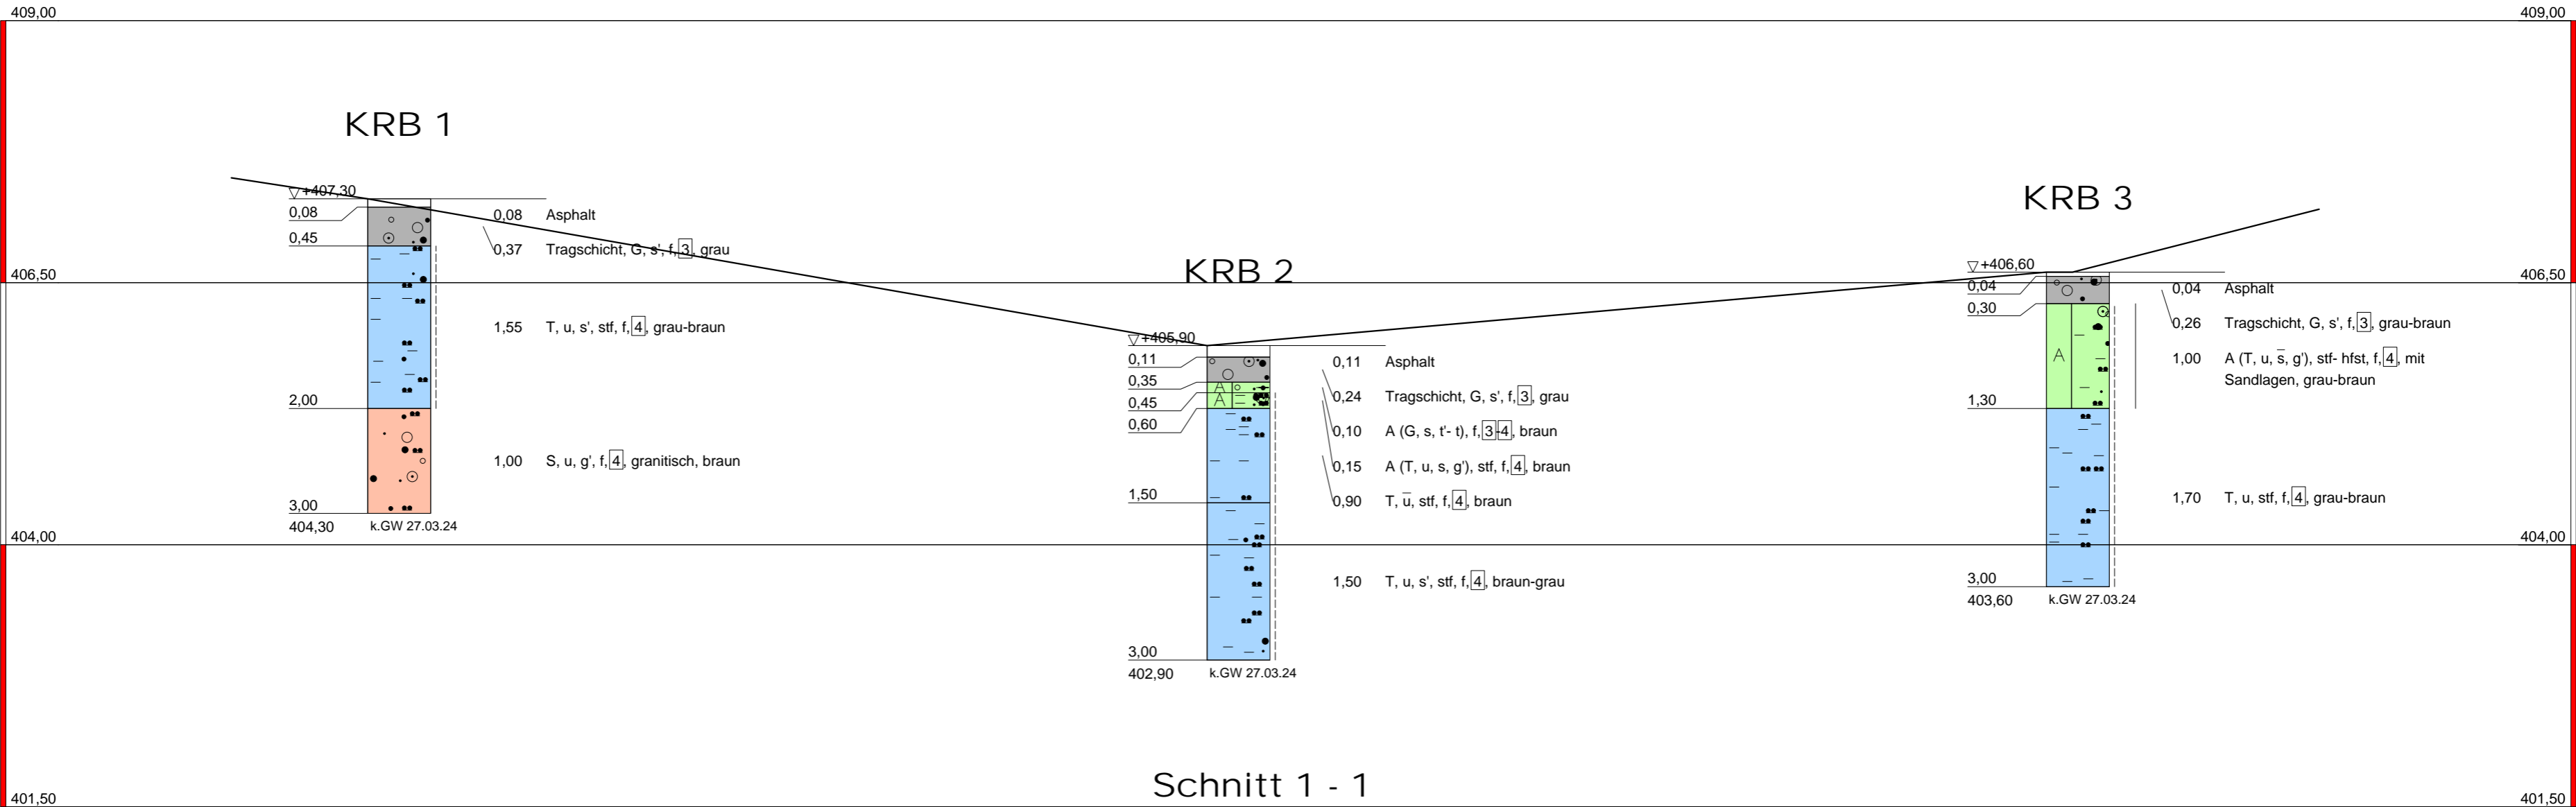 409,00
409,00
KRB 1
▽+407,30
0,08
0,45
2,00
3,00
404,30
k.GW 27.03.24
0,08 Asphalt
0,37 Tragschicht, G, s', f, 3, grau
1,55 T, u, s', stf, f, 4, grau-braun
1,00 S, u, g', f, 4, granitisch, braun
406,50
406,50
KRB 2
▽+405,90
0,11
0,35
0,45
0,60
1,50
3,00
402,90
k.GW 27.03.24
A
A
0,11 Asphalt
0,24 Tragschicht, G, s', f, 3, grau
0,10 A (G, s, t'- t), f, 3-4, braun
0,15 A (T, u, s, g'), stf, f, 4, braun
0,90 T, u̅, stf, f, 4, braun
1,50 T, u, s', stf, f, 4, braun-grau
KRB 3
▽+406,60
0,04
0,30
1,30
3,00
403,60
k.GW 27.03.24
A
0,04 Asphalt
0,26 Tragschicht, G, s', f, 3, grau-braun
1,00 A (T, u, s̅, g'), stf- hfst, f, 4, mit
Sandlagen, grau-braun
1,70 T, u, stf, f, 4, grau-braun
404,00
404,00
Schnitt 1 - 1
401,50
401,50